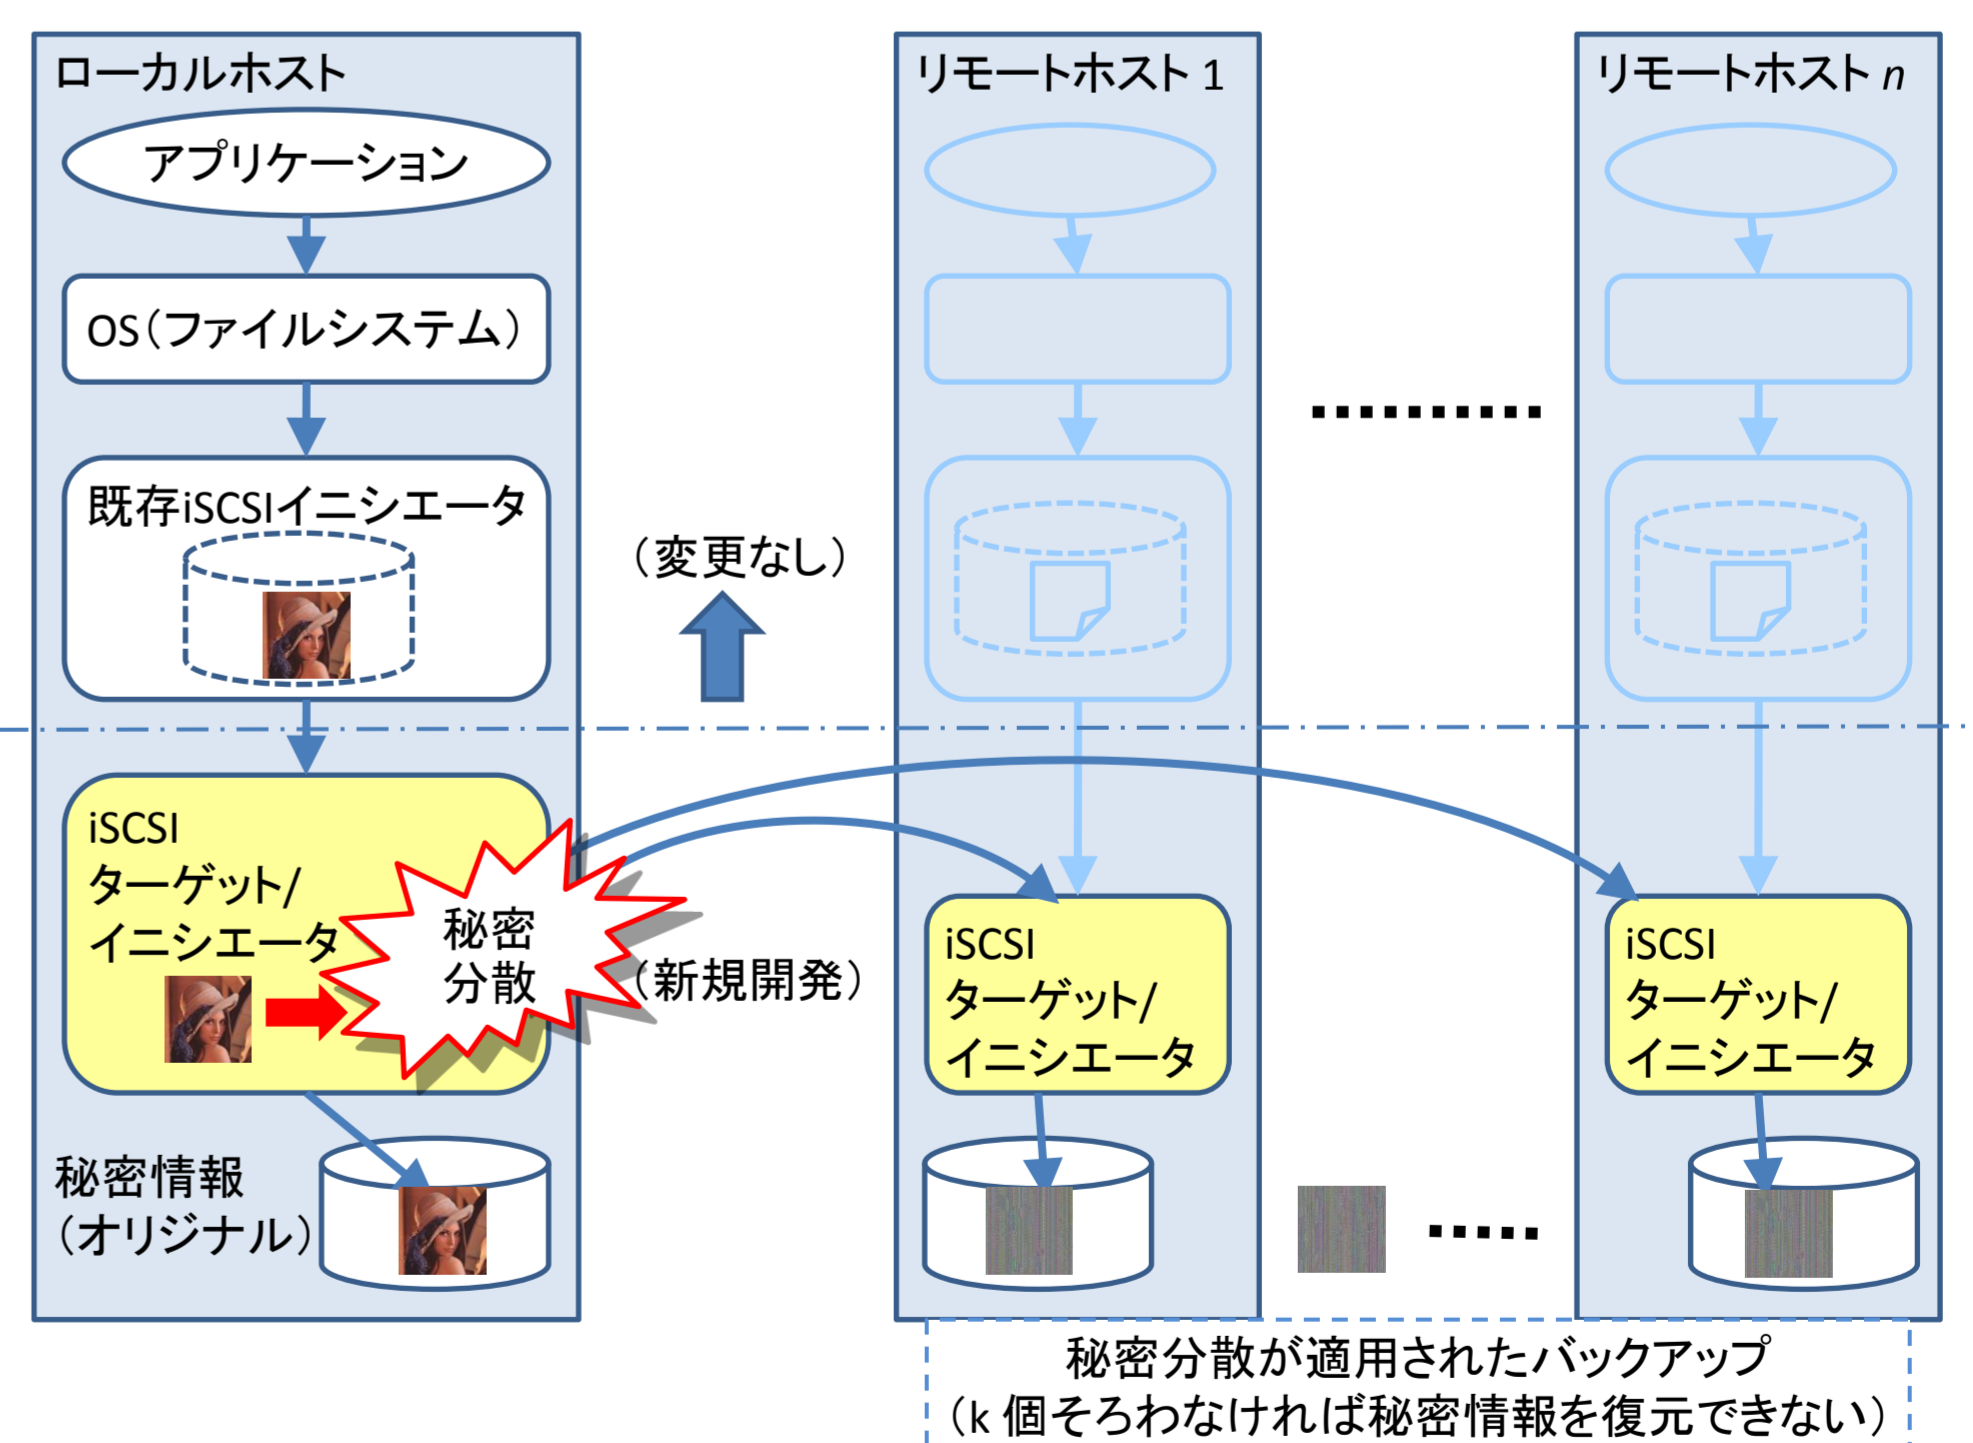 ローカルホスト
アプリケーション
OS（ファイルシステム）
既存iSCSIイニシエータ
（変更なし）
iSCSI
ターゲット/
イニシエータ
秘密
分散
（新規開発）
秘密情報
（オリジナル）
リモートホスト 1
iSCSI
ターゲット/
イニシエータ
リモートホスト n
iSCSI
ターゲット/
イニシエータ
秘密分散が適用されたバックアップ
（k 個そろわなければ秘密情報を復元できない）